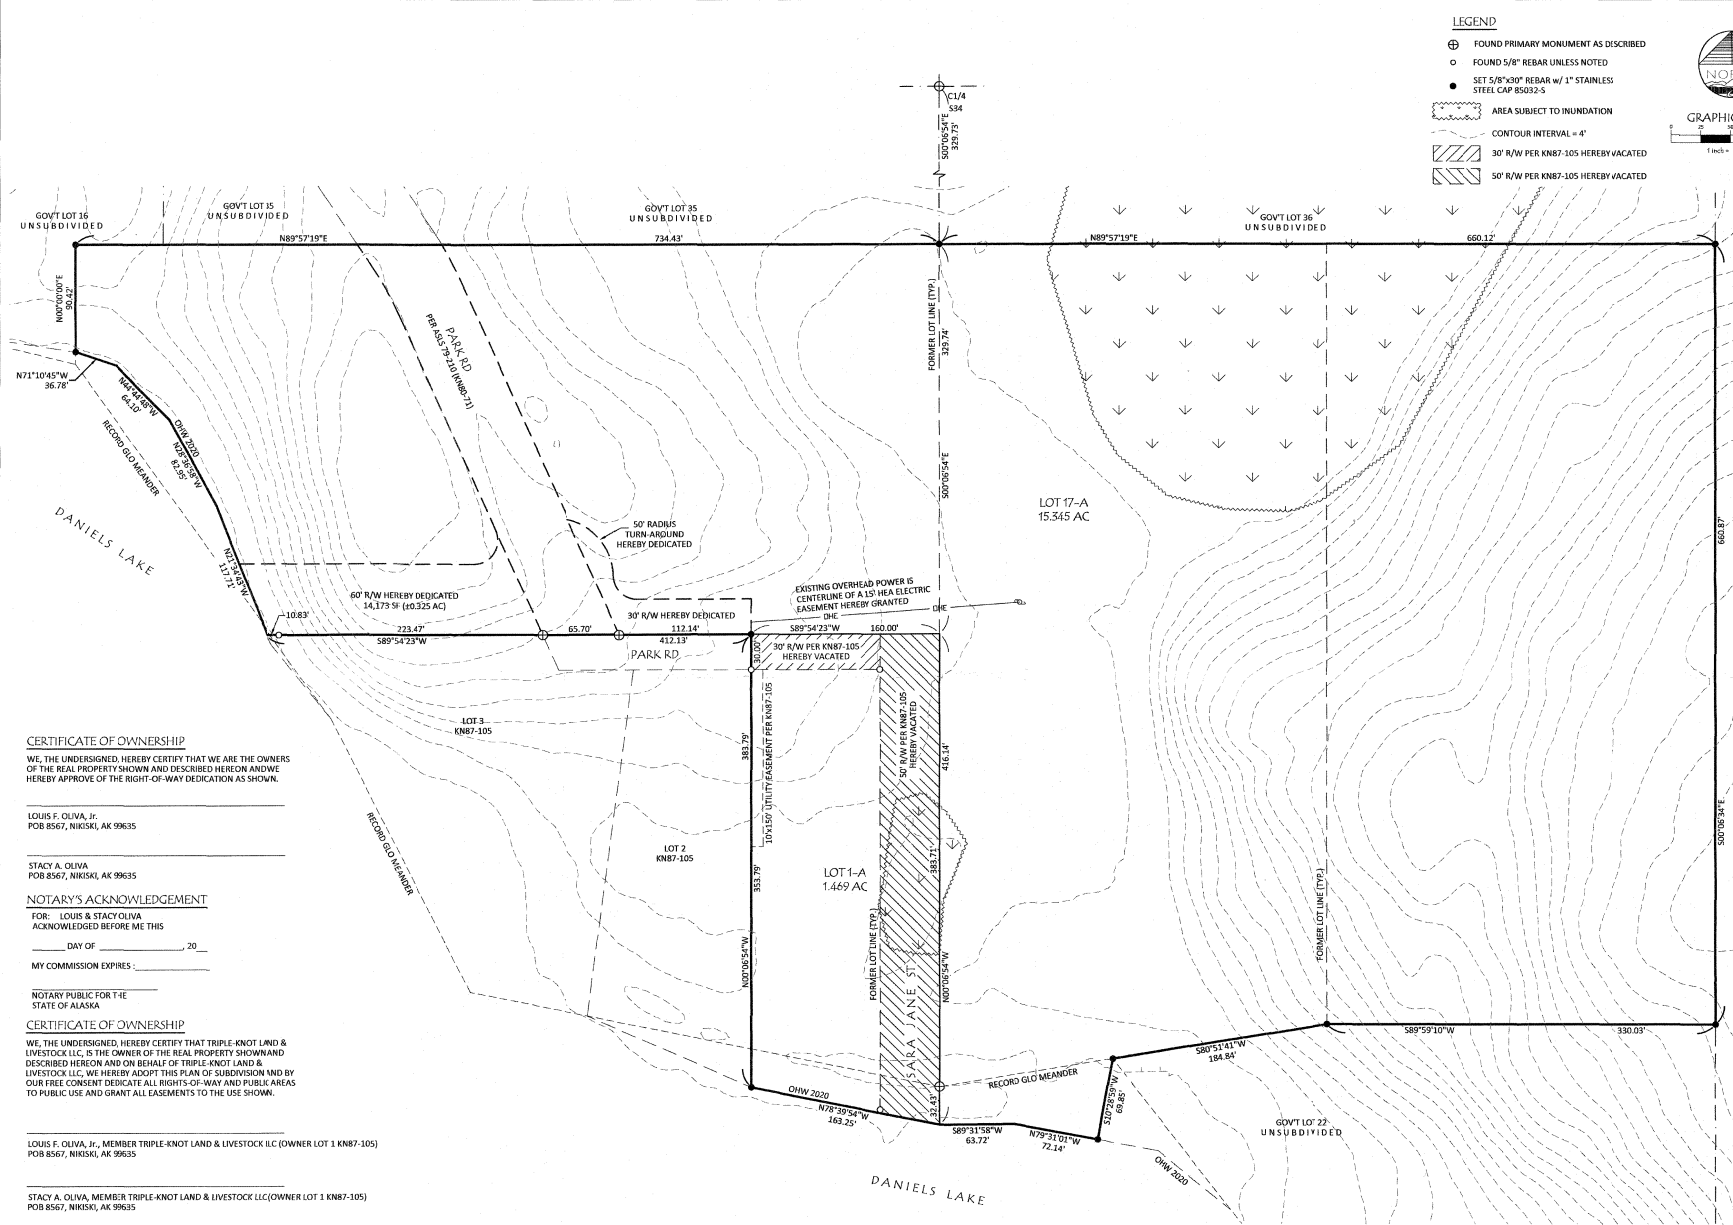 LEGEND
FOUND PRIMARY MONUMENT AS DISCRIBED
FOUND 5/8" REBAR UNLESS NOTED
SET 5/8"x30" REBAR w/ 1" STAINLESS
STEEL CAP 85032-S
AREA SUBJECT TO INUNDATION
CONTOUR INTERVAL = 4'
30' R/W PER KN87-105 HEREBY VACATED
50' R/W PER KN87-105 HEREBY VACATED
1 inch =
C1/4
S34
S00°06'54"E
329.73'
GOV'T LOT 16
UNSUBDIVIDED
GOV'T LOT 35
UNSUBDIVIDED
GOV'T LOT 35
UNSUBDIVIDED
GOV'T LOT 36
UNSUBDIVIDED
N89°57'19"E
734.43'
N89°57'19"E
660.12'
N00°00'00"E
90.42'
N71°10'45"W
36.78'
N44°44'48"W
64.10'
OHW 2020
N28°36'58"W
82.95'
RECORD GLO MEANDER
DANIELS LAKE
N21°34'43"W
117.71'
PARK RD
PER ASLS 79-210 (KN80-71)
FORMER LOT LINE (TYP.)
329.74'
S00°06'54"E
LOT 17-A
15.345 AC
660.87'
50' RADIUS
TURN-AROUND
HEREBY DEDICATED
EXISTING OVERHEAD POWER IS
CENTERLINE OF A 15' HEA ELECTRIC
EASEMENT HEREBY GRANTED
OHE
OHE
60' R/W HEREBY DEDICATED
14,173 SF (±0.325 AC)
30' R/W HEREBY DEDICATED
10.83'
223.47'
65.70'
112.14'
S89°54'23"W
160.00'
S89°54'23"W
412.13'
PARK RD
30.00'
30' R/W PER KN87-105
HEREBY VACATED
LOT 3
KN87-105
383.79'
10'x150' UTILITY EASEMENT PER KN87-105
50' R/W PER KN87-105
HEREBY VACATED
416.14'
RECORD GLO MEANDER
LOT 2
KN87-105
353.79'
LOT 1-A
1.469 AC
383.71'
S00°06'34"E
FORMER LOT LINE (TYP.)
FORMER LOT LINE (TYP.)
N00°06'54"W
SARA JANE ST
N00°06'54"W
S89°59'10"W
330.03'
S80°51'41"W
184.84'
RECORD GLO MEANDER
OHW 2020
N78°39'54"W
163.25'
32.43'
S89°31'58"W
63.72'
N79°31'01"W
72.14'
S10°28'59"W
69.85'
GOV'T LOT 22
UNSUBDIVIDED
OHW 2020
DANIELS LAKE
CERTIFICATE OF OWNERSHIP
WE, THE UNDERSIGNED, HEREBY CERTIFY THAT WE ARE THE OWNERS
OF THE REAL PROPERTY SHOWN AND DESCRIBED HEREON AND WE
HEREBY APPROVE OF THE RIGHT-OF-WAY DEDICATION AS SHOWN.
LOUIS F. OLIVA, Jr.
POB 8567, NIKISKI, AK 99635
STACY A. OLIVA
POB 8567, NIKISKI, AK 99635
NOTARY'S ACKNOWLEDGEMENT
FOR: LOUIS & STACY OLIVA
ACKNOWLEDGED BEFORE ME THIS
______ DAY OF ________________, 20__
MY COMMISSION EXPIRES :______________
NOTARY PUBLIC FOR THE
STATE OF ALASKA
CERTIFICATE OF OWNERSHIP
WE, THE UNDERSIGNED, HEREBY CERTIFY THAT TRIPLE-KNOT LAND &
LIVESTOCK LLC, IS THE OWNER OF THE REAL PROPERTY SHOWN AND
DESCRIBED HEREON AND ON BEHALF OF TRIPLE-KNOT LAND &
LIVESTOCK LLC, WE HEREBY ADOPT THIS PLAN OF SUBDIVISION AND BY
OUR FREE CONSENT DEDICATE ALL RIGHTS-OF-WAY AND PUBLIC AREAS
TO PUBLIC USE AND GRANT ALL EASEMENTS TO THE USE SHOWN.
LOUIS F. OLIVA, Jr., MEMBER TRIPLE-KNOT LAND & LIVESTOCK LLC (OWNER LOT 1 KN87-105)
POB 8567, NIKISKI, AK 99635
STACY A. OLIVA, MEMBER TRIPLE-KNOT LAND & LIVESTOCK LLC (OWNER LOT 1 KN87-105)
POB 8567, NIKISKI, AK 99635